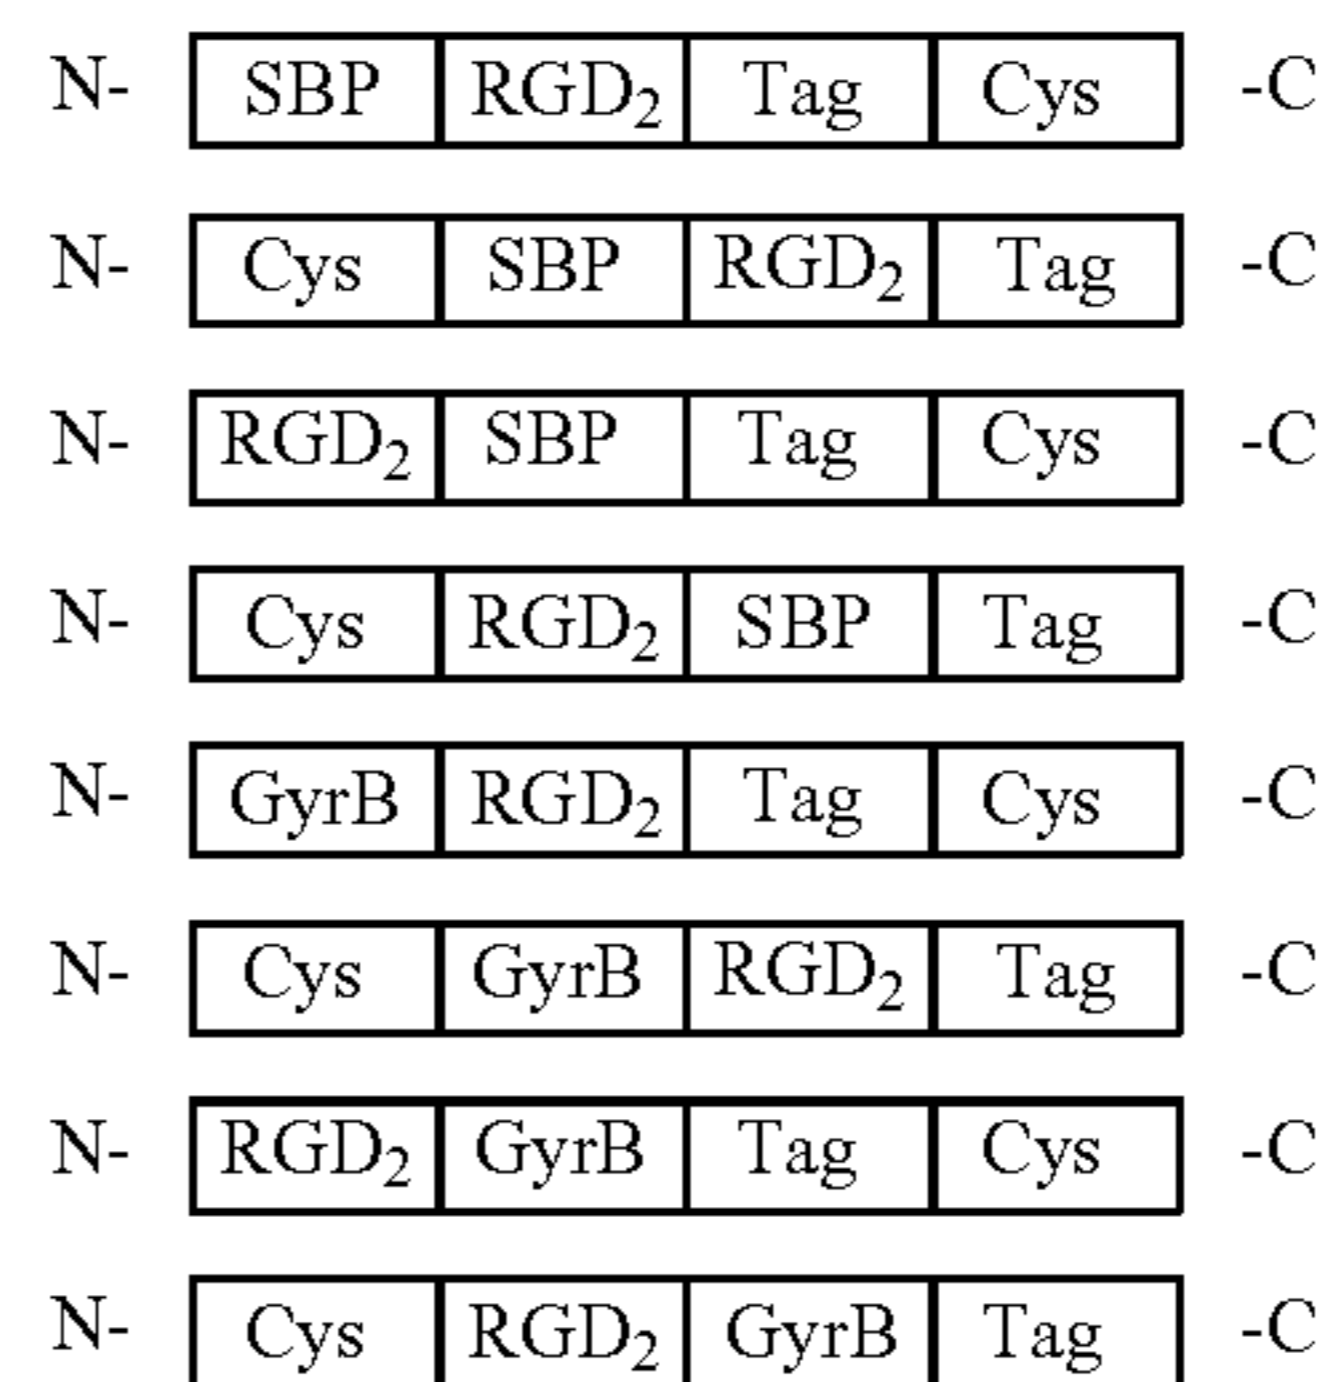 N- SBP RGD₂ Tag Cys -C
N- Cys SBP RGD₂ Tag -C
N- RGD₂ SBP Tag Cys -C
N- Cys RGD₂ SBP Tag -C
N- GyrB RGD₂ Tag Cys -C
N- Cys GyrB RGD₂ Tag -C
N- RGD₂ GyrB Tag Cys -C
N- Cys RGD₂ GyrB Tag -C